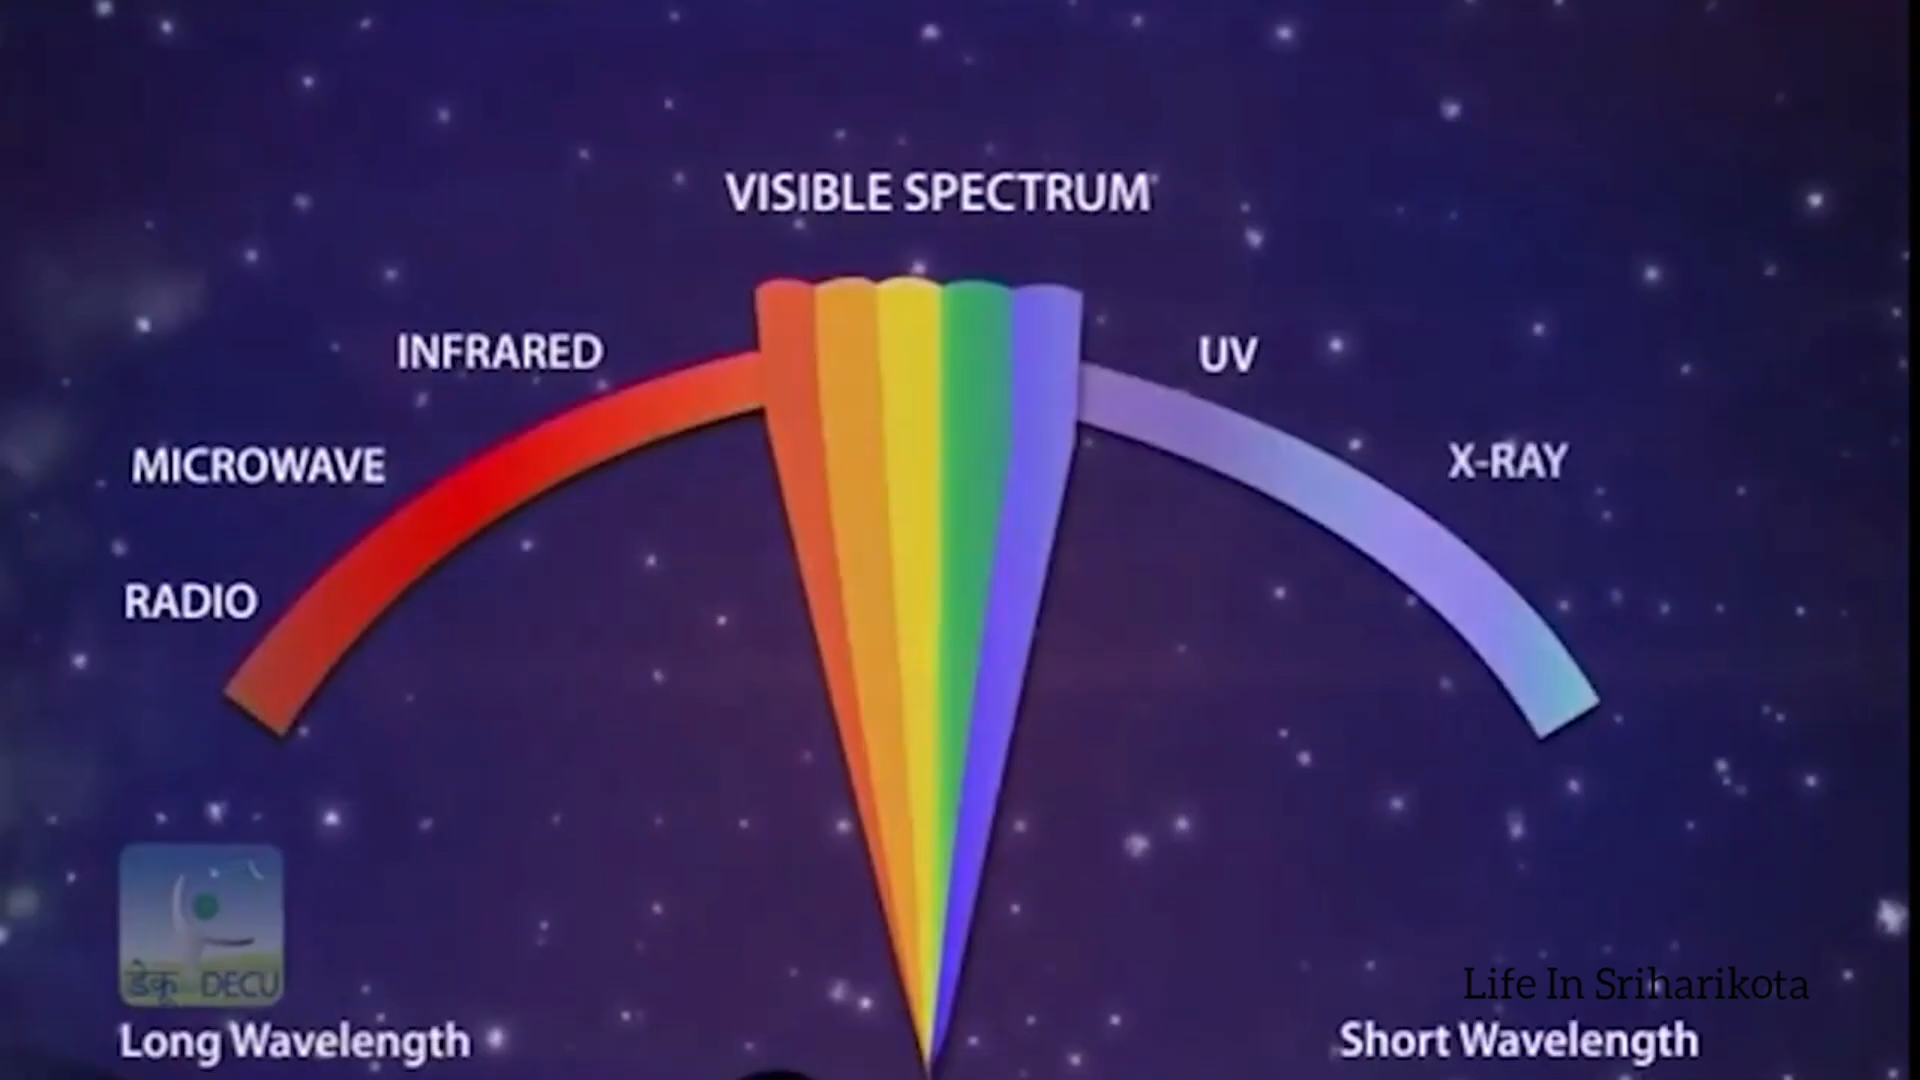 VISIBLE SPECTRUM
INFRARED
UV
MICROWAVE
X-RAY
RADIO
डेकू DECU
Life In Sriharikota
Long Wavelength
Short Wavelength